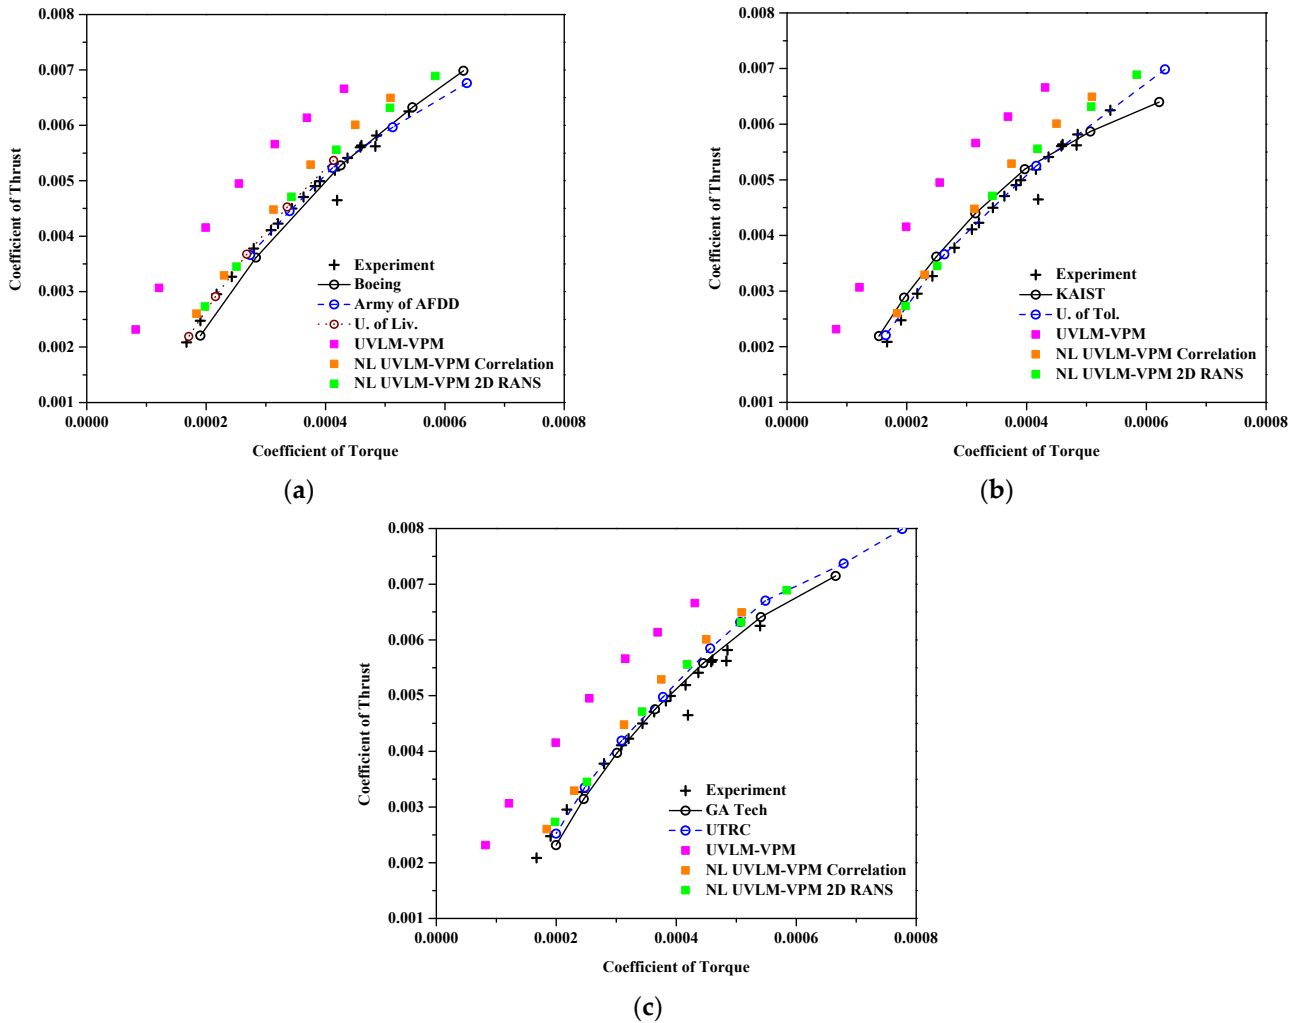 0.008
0.007
0.006
0.005
0.004
0.003
0.002
0.001
Coefficient of Thrust
Experiment
Boeing
Army of AFDD
U. of Liv.
UVLM-VPM
NL UVLM-VPM Correlation
NL UVLM-VPM 2D RANS
0.0000 0.0002 0.0004 0.0006 0.0008
Coefficient of Torque
(a)
0.008
0.007
0.006
0.005
0.004
0.003
0.002
0.001
Coefficient of Thrust
Experiment
KAIST
U. of Tol.
UVLM-VPM
NL UVLM-VPM Correlation
NL UVLM-VPM 2D RANS
0.0000 0.0002 0.0004 0.0006 0.0008
Coefficient of Torque
(b)
0.008
0.007
0.006
0.005
0.004
0.003
0.002
0.001
Coefficient of Thrust
Experiment
GA Tech
UTRC
UVLM-VPM
NL UVLM-VPM Correlation
NL UVLM-VPM 2D RANS
0.0000 0.0002 0.0004 0.0006 0.0008
Coefficient of Torque
(c)